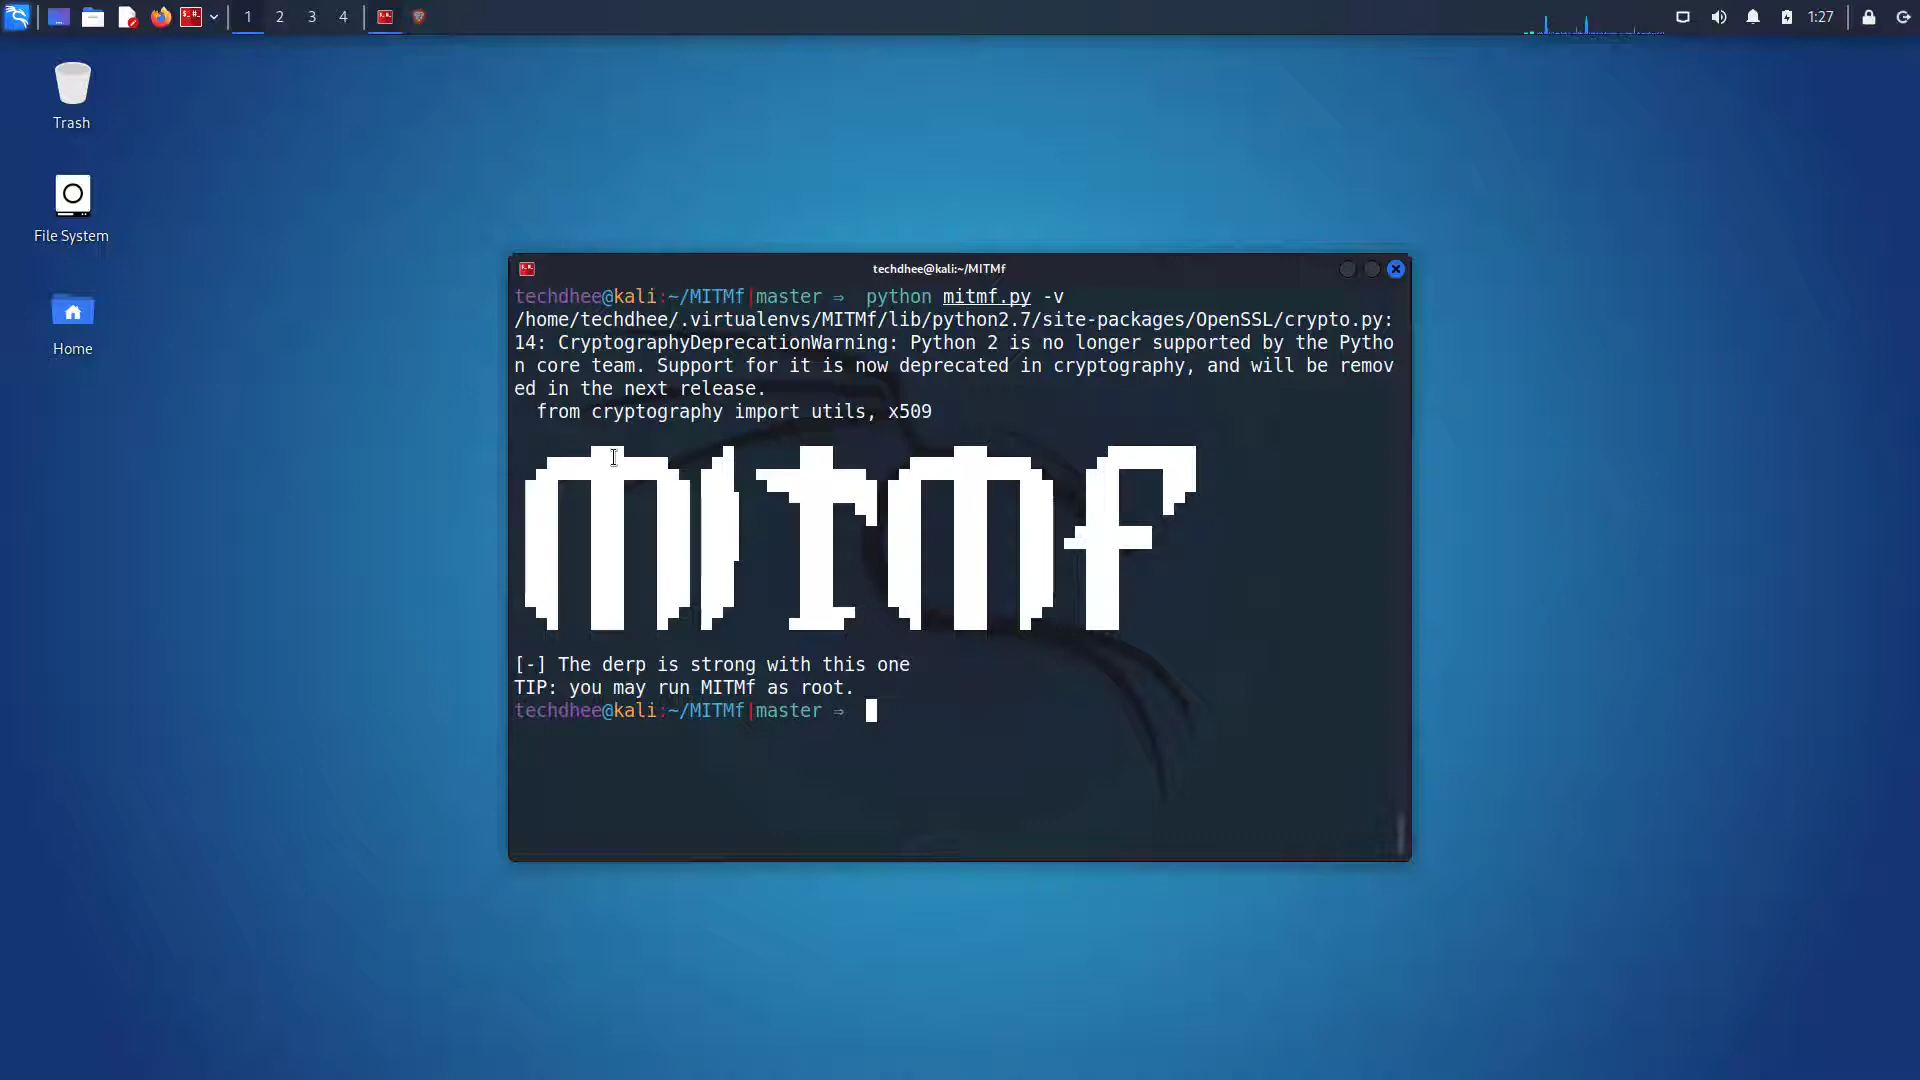 1 2 3 4 1:27
Trash
File System
Home
techdhee@kali:~/MITMf
techdhee@kali:~/MITMf|master ⇒ python mitmf.py -v
/home/techdhee/.virtualenvs/MITMf/lib/python2.7/site-packages/OpenSSL/crypto.py:
14: CryptographyDeprecationWarning: Python 2 is no longer supported by the Pytho
n core team. Support for it is now deprecated in cryptography, and will be remov
ed in the next release.
from cryptography import utils, x509
MITMf
[-] The derp is strong with this one
TIP: you may run MITMf as root.
techdhee@kali:~/MITMf|master ⇒